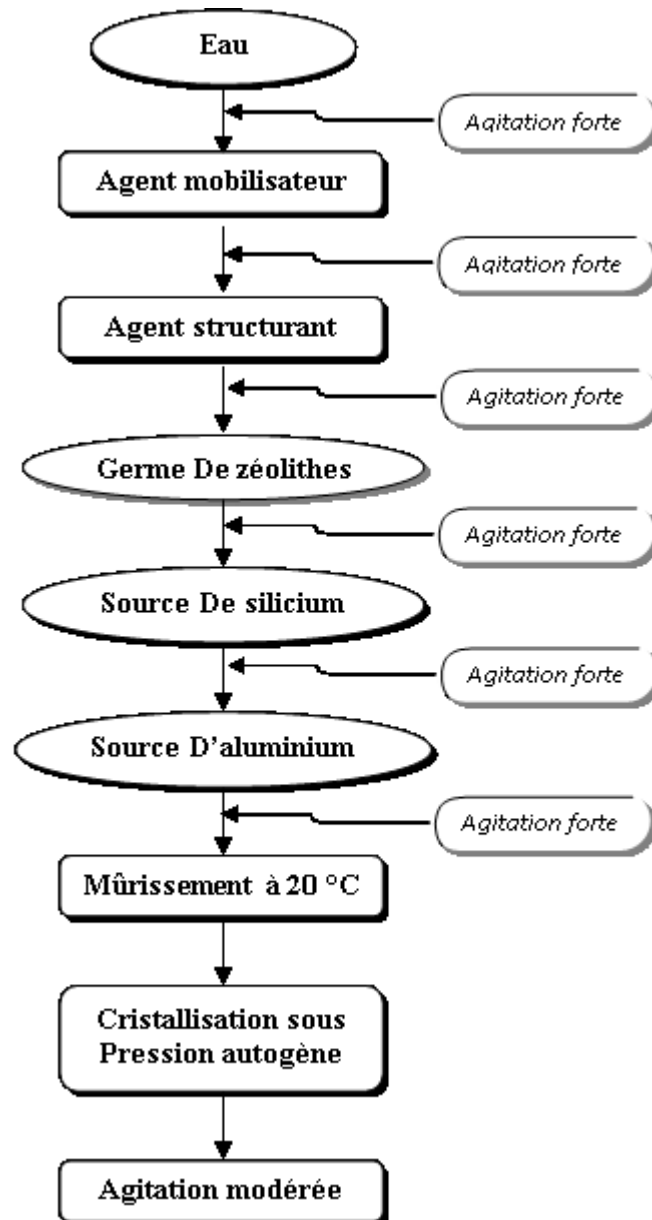 Eau
Agitation forte
Agent mobilisateur
Agitation forte
Agent structurant
Agitation forte
Germe De zéolithes
Agitation forte
Source De silicium
Agitation forte
Source D'aluminium
Agitation forte
Mûrissement à 20 °C
Cristallisation sous
Pression autogène
Agitation modérée